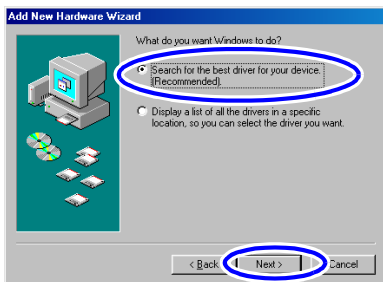 Add New Hardware Wizard
What do you want Windows to do?
Search for the best driver for your device.
(Recommended).
Display a list of all the drivers in a specific
location, so you can select the driver you want.
< Back
Next >
Cancel